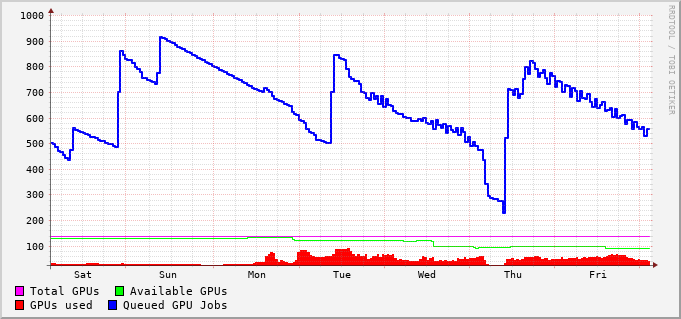 1000
900
800
700
600
500
400
300
200
100
Sat Sun Mon Tue Wed Thu Fri
Total GPUs Available GPUs
GPUs used Queued GPU Jobs
RRDTOOL / TOBI OETIKER